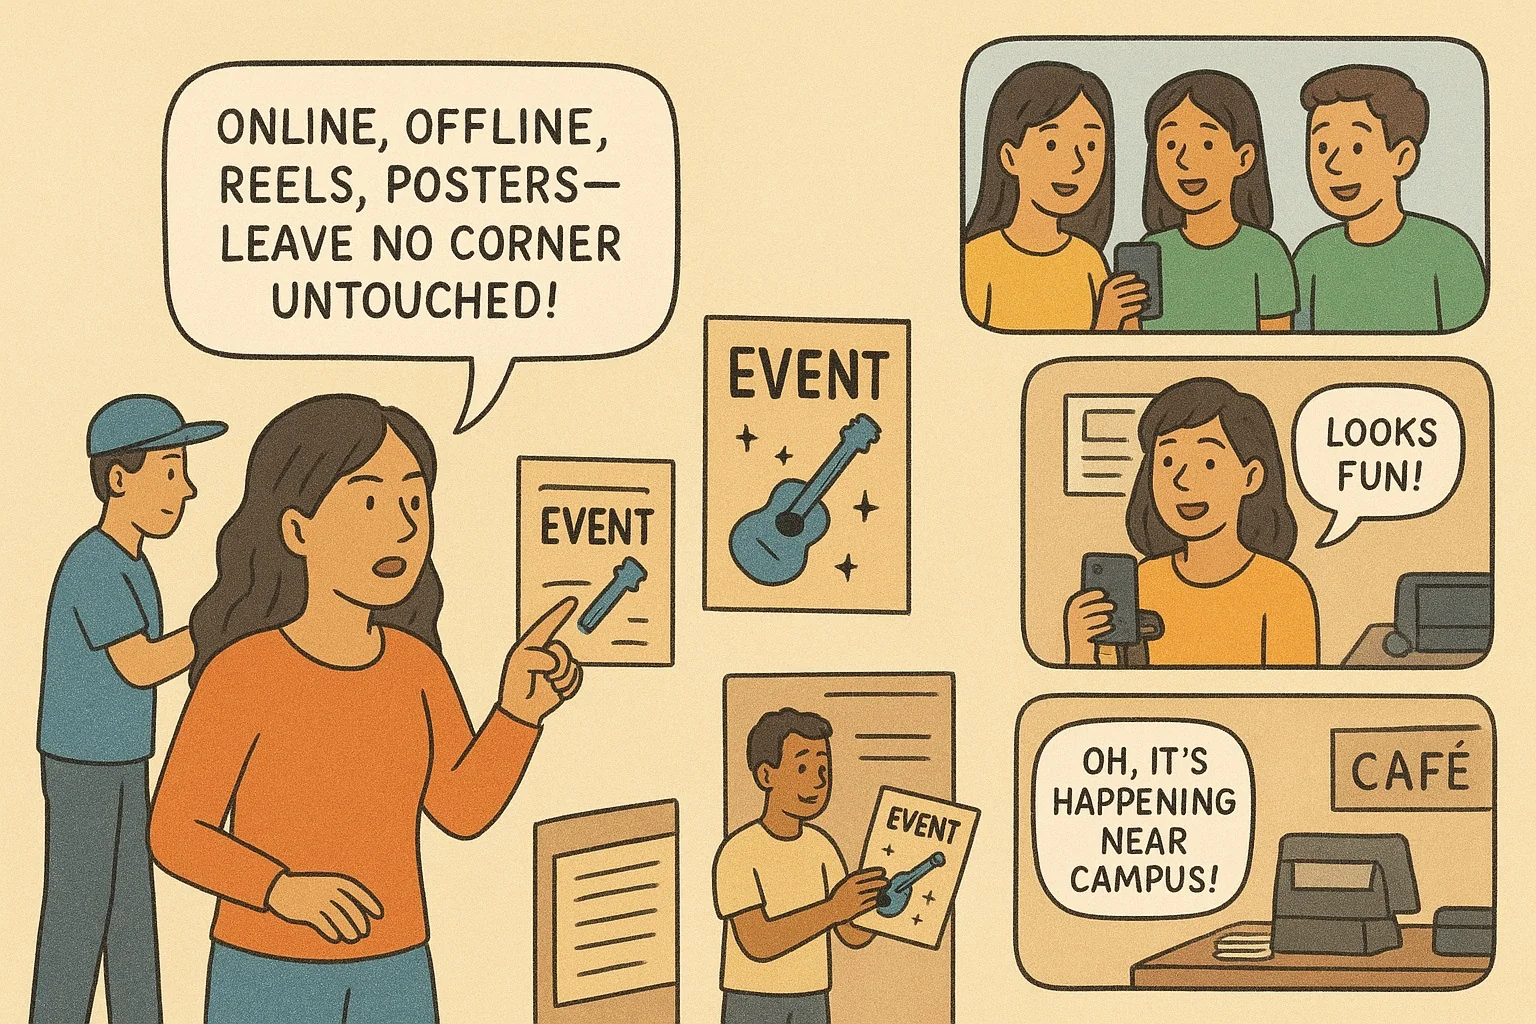 ONLINE, OFFLINE,
REELS, POSTERS—
LEAVE NO CORNER
UNTOUCHED!
EVENT
EVENT
EVENT
LOOKS
FUN!
OH, IT'S
HAPPENING
NEAR
CAMPUS!
CAFÉ